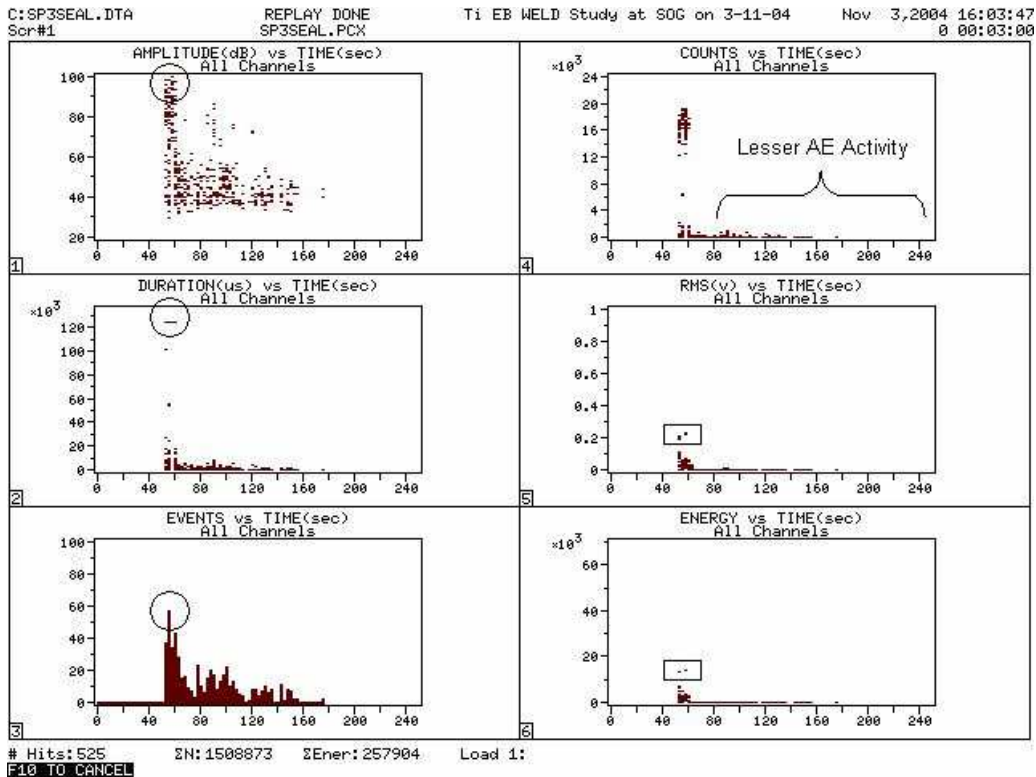 C:SP3SEAL.DTA REPLAY DONE Ti EB WELD Study at SOG on 3-11-04 Nov 3,2004 16:03:47
Scr#1 SP3SEAL.PCX 0 00:03:00
AMPLITUDE(dB) vs TIME(sec)
All Channels
100
80
60
40
20
0 40 80 120 160 200 240
1
COUNTS vs TIME(sec)
All Channels
×10³
24
20
16
12
8
4
0
Lesser AE Activity
0 40 80 120 160 200 240
4
DURATION(us) vs TIME(sec)
All Channels
×10³
120
100
80
60
40
20
0
0 40 80 120 160 200 240
2
RMS(v) vs TIME(sec)
All Channels
1
0.8
0.6
0.4
0.2
0
0 40 80 120 160 200 240
5
EVENTS vs TIME(sec)
All Channels
100
80
60
40
20
0
0 40 80 120 160 200 240
3
ENERGY vs TIME(sec)
All Channels
×10³
60
40
20
0
0 40 80 120 160 200 240
6
# Hits:525 ΣN:1508873 ΣEner:257904 Load 1:
F10 TO CANCEL